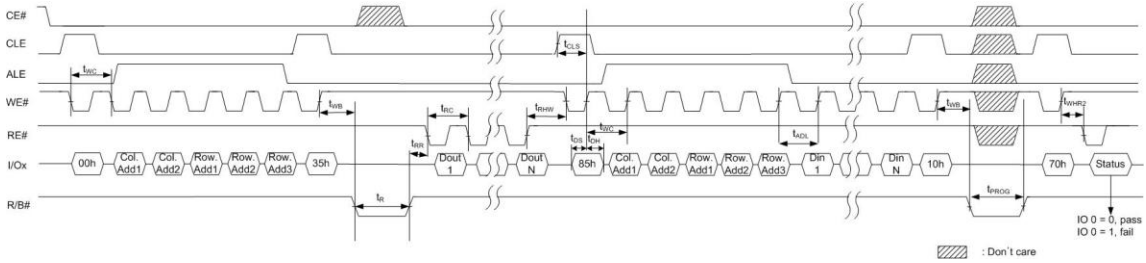 CE#
CLE
tCLS
ALE
tWC
WE#
tWB
tRC
tRHW
tWB
tWHR2
RE#
tRR
tDS
tDH
tWC
tADL
I/Ox
00h
Col. Add1
Col. Add2
Row. Add1
Row. Add2
Row. Add3
35h
Dout 1
Dout N
85h
Col. Add1
Col. Add2
Row. Add1
Row. Add2
Row. Add3
Din 1
Din N
10h
70h
Status
R/B#
tR
tPROG
IO 0 = 0, pass
IO 0 = 1, fail
: Don´t care